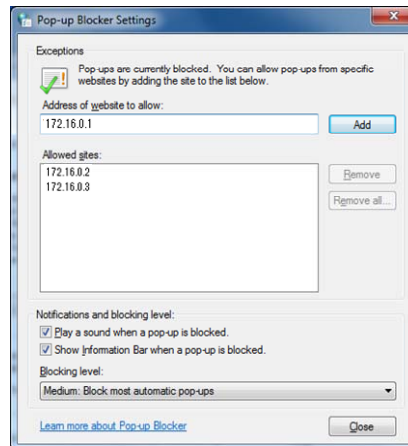 Pop-up Blocker Settings
Exceptions
Pop-ups are currently blocked. You can allow pop-ups from specific
websites by adding the site to the list below.
Address of website to allow:
172.16.0.1
Add
Allowed sites:
172.16.0.2
172.16.0.3
Remove
Remove all...
Notifications and blocking level:
Play a sound when a pop-up is blocked.
Show Information Bar when a pop-up is blocked.
Blocking level:
Medium: Block most automatic pop-ups
Learn more about Pop-up Blocker
Close